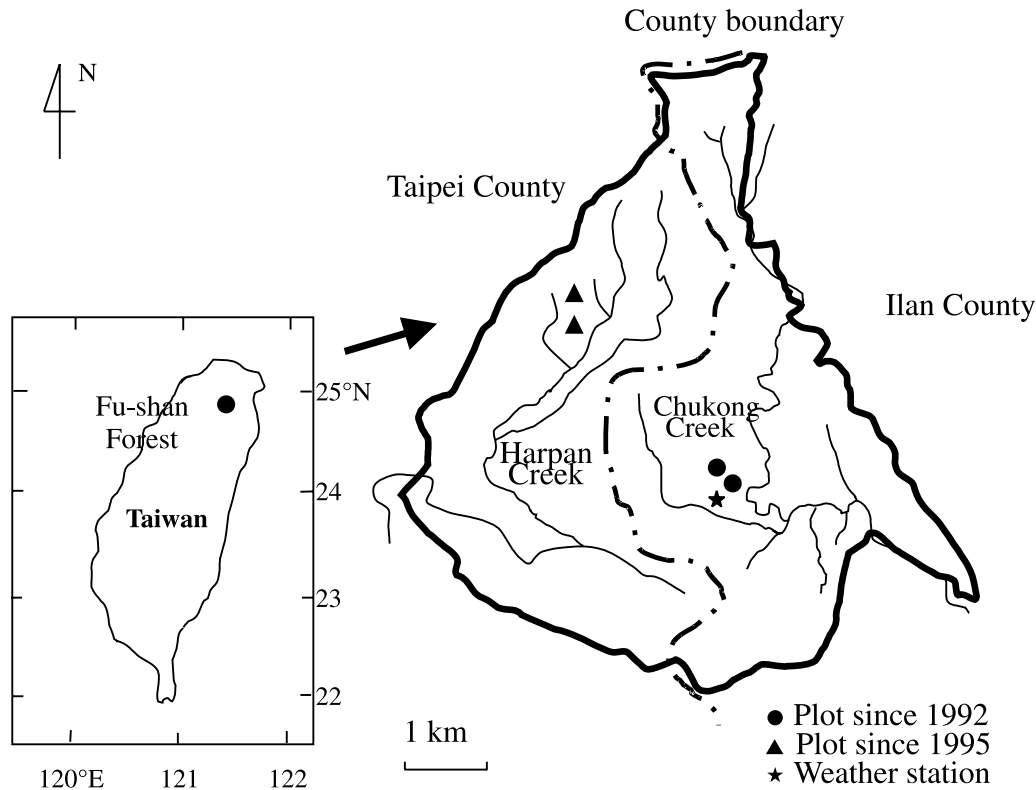 County boundary
N
Taipei County
Ilan County
25°N
Fu-shan
Forest
Chukong
Creek
Harpan
Creek
24
Taiwan
23
22
1 km
Plot since 1992
Plot since 1995
Weather station
120°E
121
122